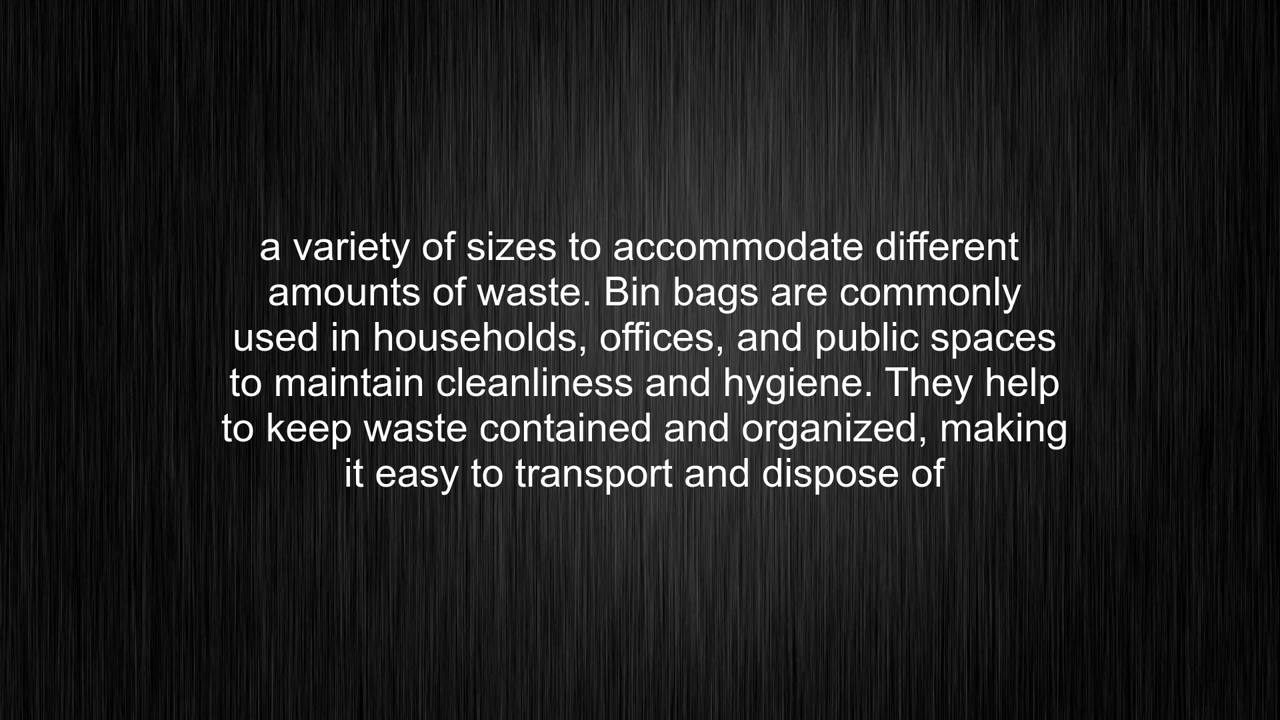 a variety of sizes to accommodate different
amounts of waste. Bin bags are commonly
used in households, offices, and public spaces
to maintain cleanliness and hygiene. They help
to keep waste contained and organized, making
it easy to transport and dispose of